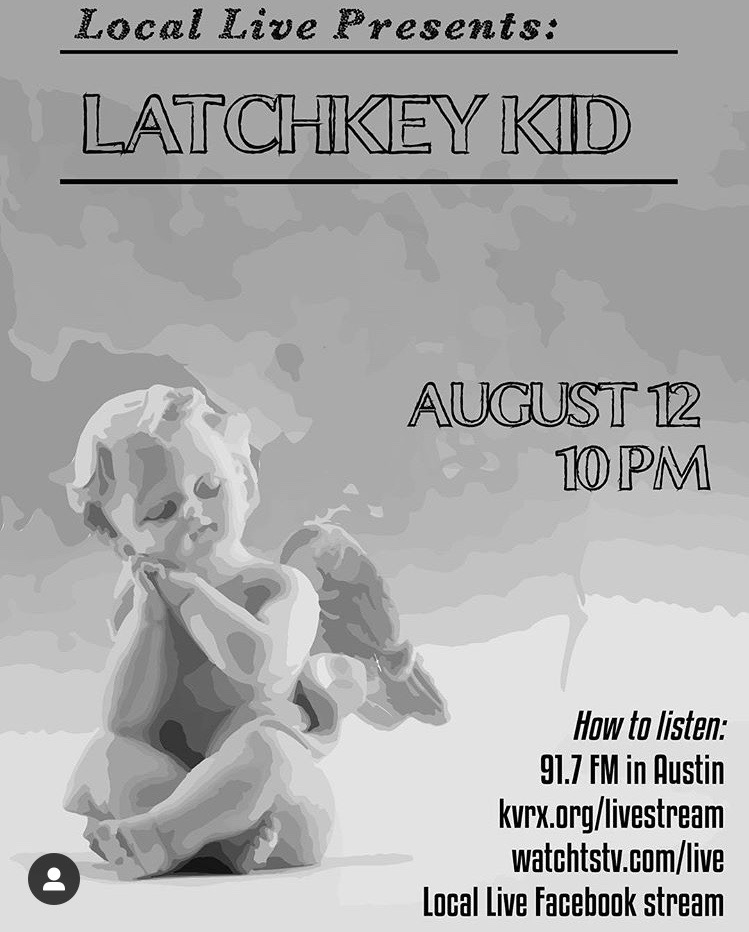 Local Live Presents:
LATCHKEY KID
AUGUST 12
10 PM
How to listen:
91.7 FM in Austin
kvrx.org/livestream
watchtstv.com/live
Local Live Facebook stream